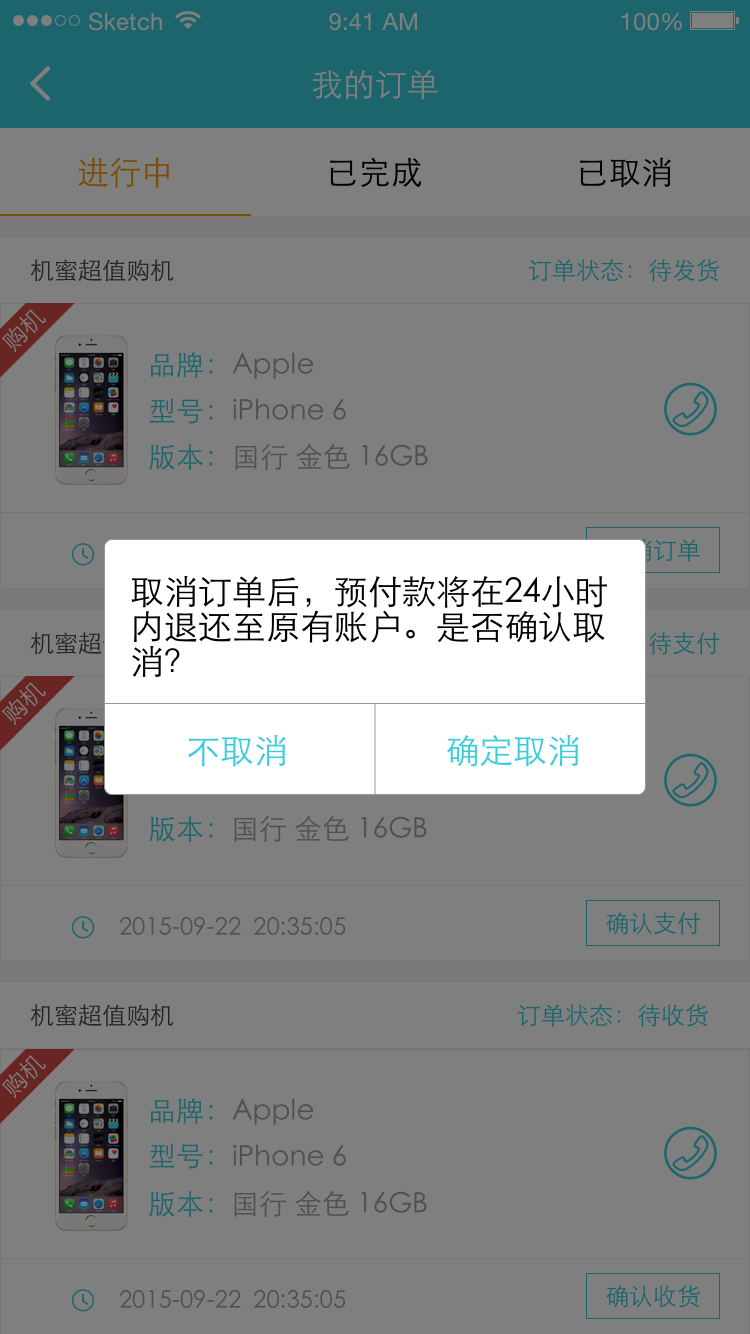 Sketch 9:41 AM 100%
我的订单
进行中 已完成 已取消
机蜜超值购机 订单状态：待发货
购机
品牌：Apple
型号：iPhone 6
版本：国行 金色 16GB
订单
取消订单后，预付款将在24小时
内退还至原有账户。是否确认取
消？
不取消 确定取消
机蜜超 待支付
购机
版本：国行 金色 16GB
2015-09-22 20:35:05 确认支付
机蜜超值购机 订单状态：待收货
购机
品牌：Apple
型号：iPhone 6
版本：国行 金色 16GB
2015-09-22 20:35:05 确认收货